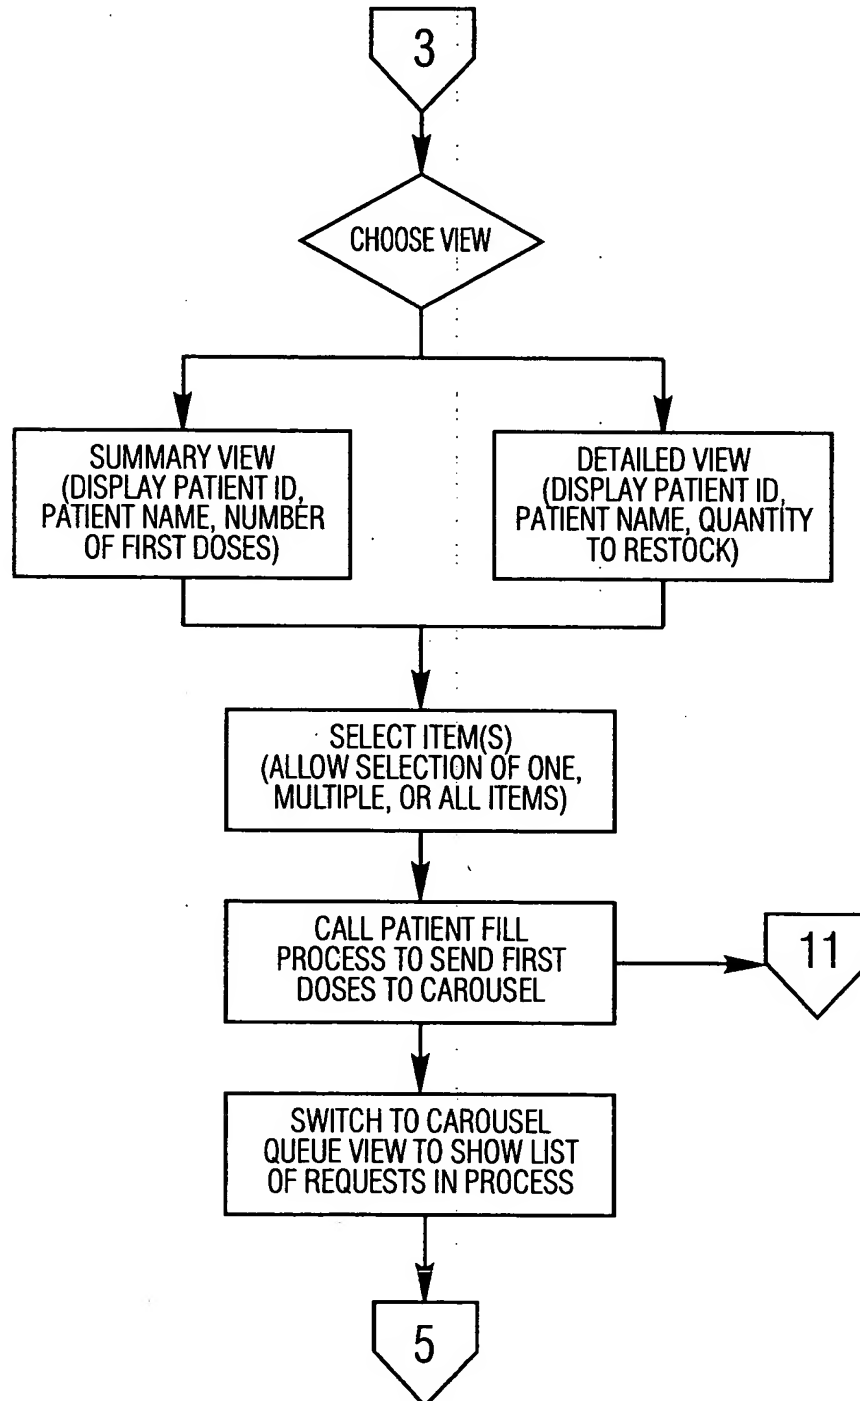 3
CHOOSE VIEW
SUMMARY VIEW
(DISPLAY PATIENT ID,
PATIENT NAME, NUMBER
OF FIRST DOSES)
DETAILED VIEW
(DISPLAY PATIENT ID,
PATIENT NAME, QUANTITY
TO RESTOCK)
SELECT ITEM(S)
(ALLOW SELECTION OF ONE,
MULTIPLE, OR ALL ITEMS)
CALL PATIENT FILL
PROCESS TO SEND FIRST
DOSES TO CAROUSEL
11
SWITCH TO CAROUSEL
QUEUE VIEW TO SHOW LIST
OF REQUESTS IN PROCESS
5